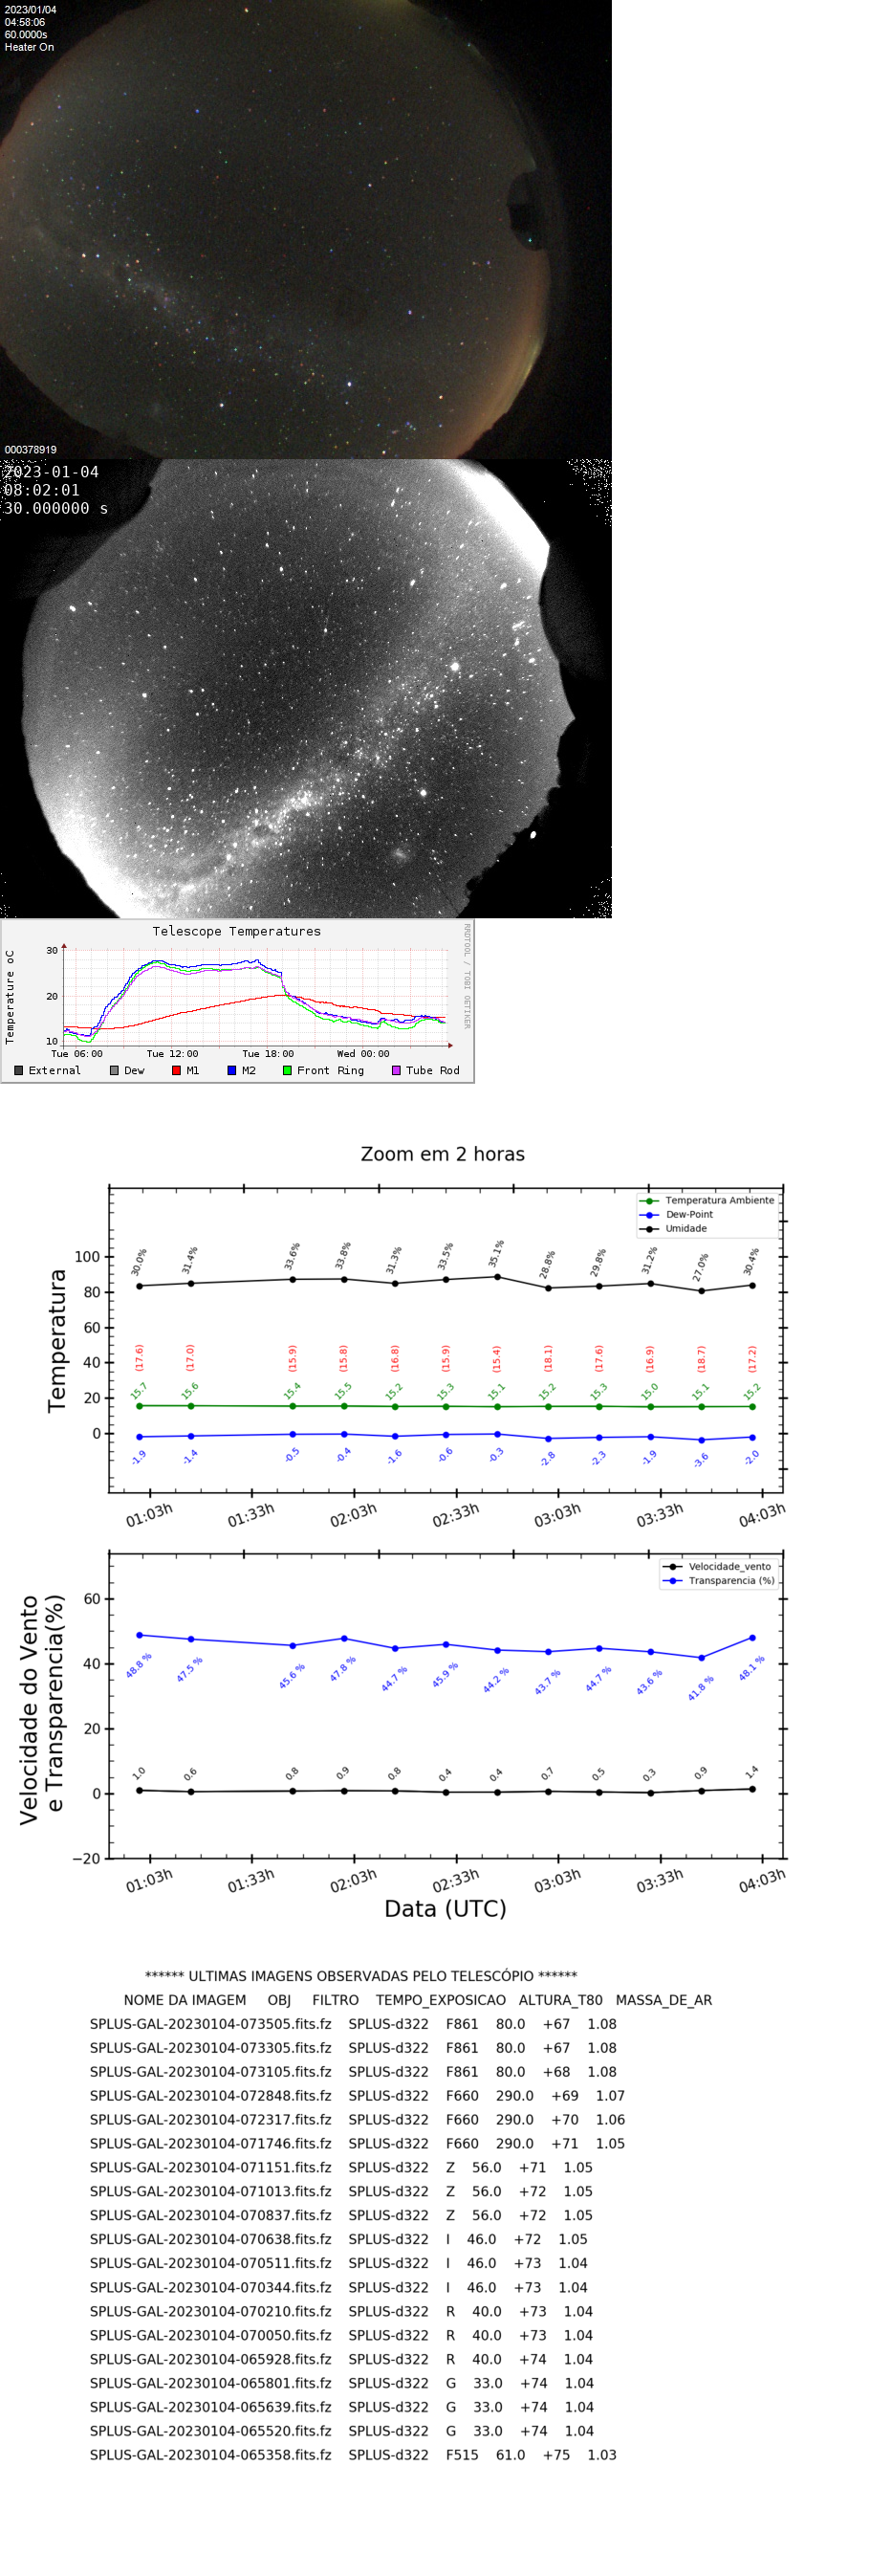 2023/01/04
04:58:06
60.0000s
Heater On
000378919
2023-01-04
08:02:01
30.000000 s
Telescope Temperatures
Temperature oC
RRDTOOL / TOBI OETIKER
30
20
10
Tue 06:00 Tue 12:00 Tue 18:00 Wed 00:00
External Dew M1 M2 Front Ring Tube Rod
Zoom em 2 horas
Temperatura Ambiente
Dew-Point
Umidade
Temperatura
100
80
60
40
20
0
30.0% 31.4% 33.6% 33.8% 31.3% 33.5% 35.1% 28.8% 29.8% 31.2% 27.0% 30.4%
(17.6) (17.0) (15.9) (15.8) (16.8) (15.9) (15.4) (18.1) (17.6) (16.9) (18.7) (17.2)
15.7 15.6 15.4 15.5 15.2 15.3 15.1 15.2 15.3 15.0 15.1 15.2
-1.9 -1.4 -0.5 -0.4 -1.6 -0.6 -0.3 -2.8 -2.3 -1.9 -3.6 -2.0
01:03h 01:33h 02:03h 02:33h 03:03h 03:33h 04:03h
Velocidade_vento
Transparencia (%)
Velocidade do Vento
e Transparencia(%)
60
40
20
0
−20
48.8 % 47.5 % 45.6 % 47.8 % 44.7 % 45.9 % 44.2 % 43.7 % 44.7 % 43.6 % 41.8 % 48.1 %
1.0 0.6 0.8 0.9 0.8 0.4 0.4 0.7 0.5 0.3 0.9 1.4
01:03h 01:33h 02:03h 02:33h 03:03h 03:33h 04:03h
Data (UTC)
****** ULTIMAS IMAGENS OBSERVADAS PELO TELESCÓPIO ******
NOME DA IMAGEM OBJ FILTRO TEMPO_EXPOSICAO ALTURA_T80 MASSA_DE_AR
SPLUS-GAL-20230104-073505.fits.fz SPLUS-d322 F861 80.0 +67 1.08
SPLUS-GAL-20230104-073305.fits.fz SPLUS-d322 F861 80.0 +67 1.08
SPLUS-GAL-20230104-073105.fits.fz SPLUS-d322 F861 80.0 +68 1.08
SPLUS-GAL-20230104-072848.fits.fz SPLUS-d322 F660 290.0 +69 1.07
SPLUS-GAL-20230104-072317.fits.fz SPLUS-d322 F660 290.0 +70 1.06
SPLUS-GAL-20230104-071746.fits.fz SPLUS-d322 F660 290.0 +71 1.05
SPLUS-GAL-20230104-071151.fits.fz SPLUS-d322 Z 56.0 +71 1.05
SPLUS-GAL-20230104-071013.fits.fz SPLUS-d322 Z 56.0 +72 1.05
SPLUS-GAL-20230104-070837.fits.fz SPLUS-d322 Z 56.0 +72 1.05
SPLUS-GAL-20230104-070638.fits.fz SPLUS-d322 I 46.0 +72 1.05
SPLUS-GAL-20230104-070511.fits.fz SPLUS-d322 I 46.0 +73 1.04
SPLUS-GAL-20230104-070344.fits.fz SPLUS-d322 I 46.0 +73 1.04
SPLUS-GAL-20230104-070210.fits.fz SPLUS-d322 R 40.0 +73 1.04
SPLUS-GAL-20230104-070050.fits.fz SPLUS-d322 R 40.0 +73 1.04
SPLUS-GAL-20230104-065928.fits.fz SPLUS-d322 R 40.0 +74 1.04
SPLUS-GAL-20230104-065801.fits.fz SPLUS-d322 G 33.0 +74 1.04
SPLUS-GAL-20230104-065639.fits.fz SPLUS-d322 G 33.0 +74 1.04
SPLUS-GAL-20230104-065520.fits.fz SPLUS-d322 G 33.0 +74 1.04
SPLUS-GAL-20230104-065358.fits.fz SPLUS-d322 F515 61.0 +75 1.03